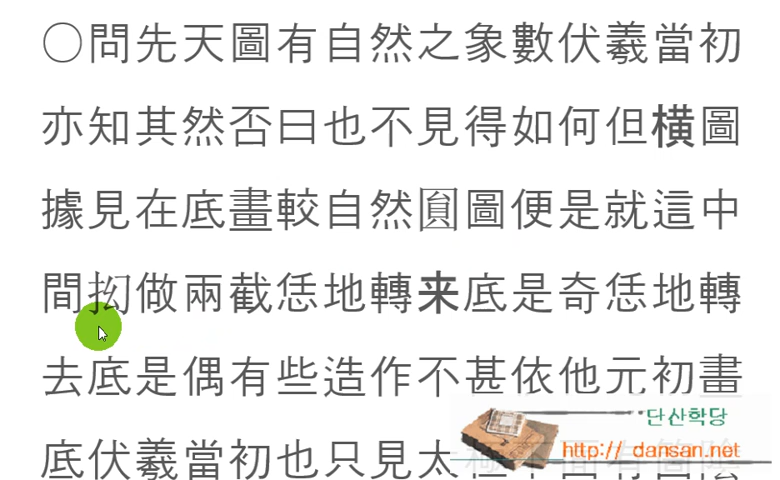 〇問先天圖有自然之象數伏羲當初
亦知其然否曰也不見得如何但横圖
據見在底畫較自然圎圖便是就這中
間抝做兩截恁地轉来底是奇恁地轉
去底是偶有些造作不甚依他元初畫
底伏羲當初也只見太
단산학당
http:// dansan.net